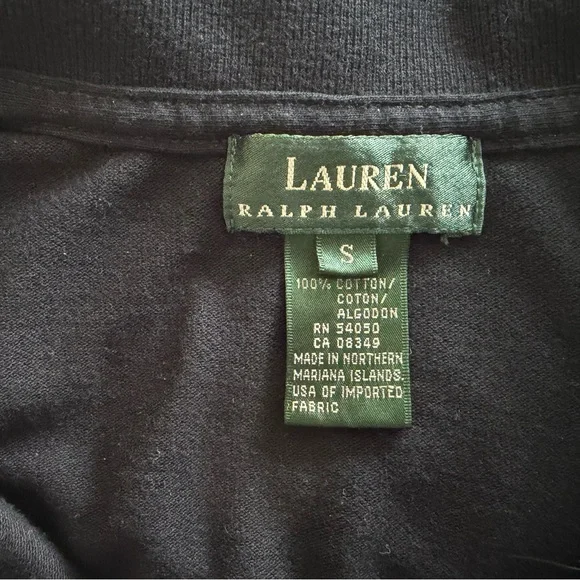 LAUREN
RALPH LAUREN
S
100% COTTON/
COTON/
ALGODON
RN 54050
CA 08349
MADE IN NORTHERN
MARIANA ISLANDS.
USA OF IMPORTED
FABRIC